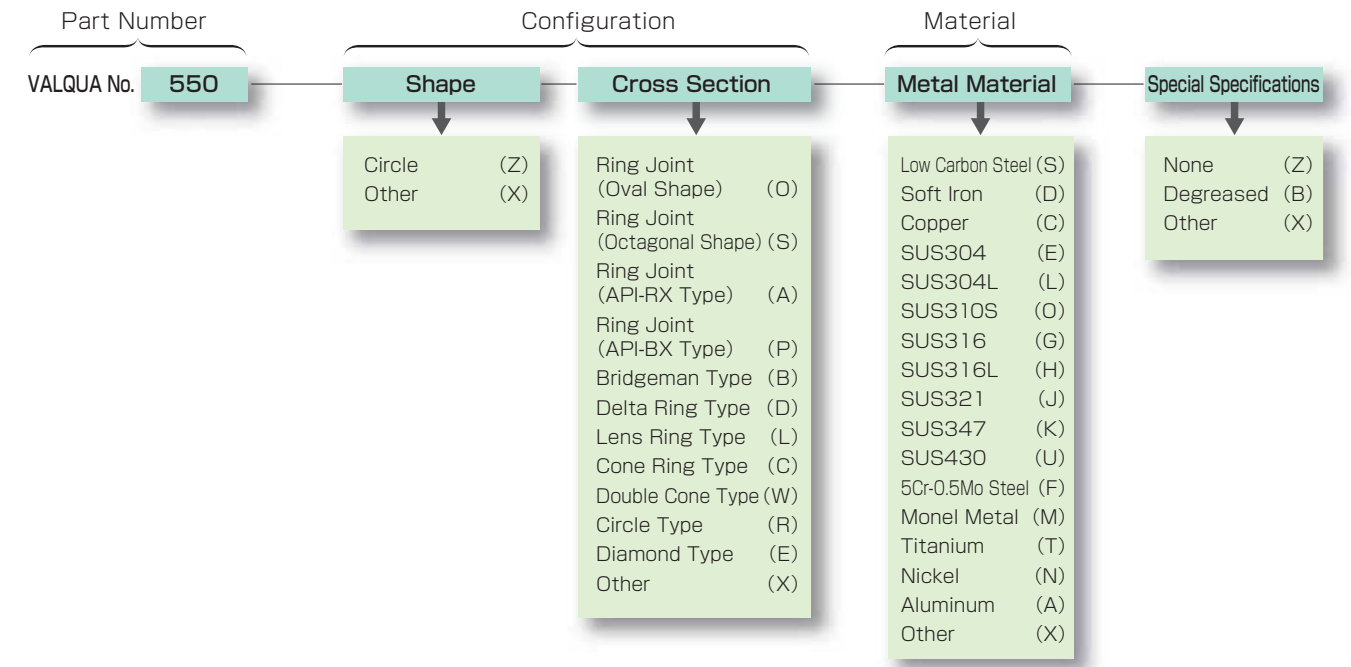 Part Number
Configuration
Material
VALQUA No. 550
Shape
Cross Section
Metal Material
Special Specifications
Circle (Z)
Other (X)
Ring Joint
(Oval Shape) (O)
Ring Joint
(Octagonal Shape) (S)
Ring Joint
(API-RX Type) (A)
Ring Joint
(API-BX Type) (P)
Bridgeman Type (B)
Delta Ring Type (D)
Lens Ring Type (L)
Cone Ring Type (C)
Double Cone Type (W)
Circle Type (R)
Diamond Type (E)
Other (X)
Low Carbon Steel (S)
Soft Iron (D)
Copper (C)
SUS304 (E)
SUS304L (L)
SUS310S (O)
SUS316 (G)
SUS316L (H)
SUS321 (J)
SUS347 (K)
SUS430 (U)
5Cr-0.5Mo Steel (F)
Monel Metal (M)
Titanium (T)
Nickel (N)
Aluminum (A)
Other (X)
None (Z)
Degreased (B)
Other (X)